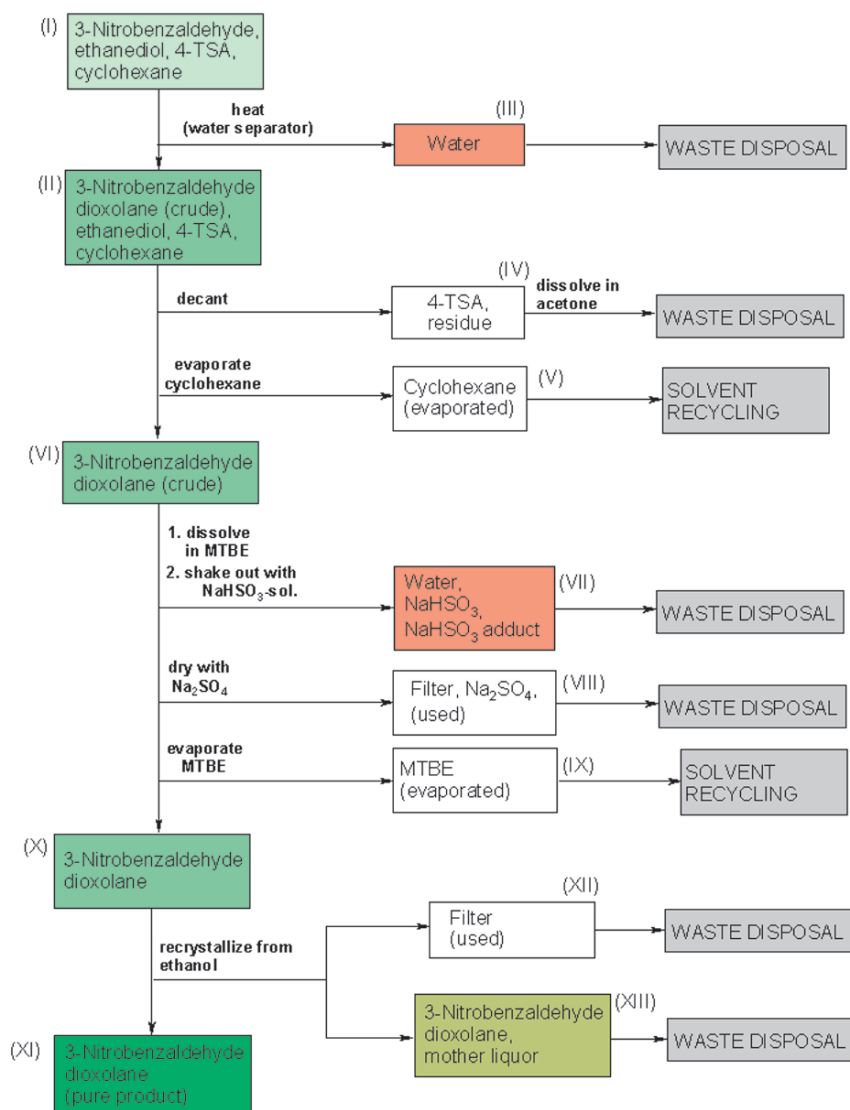 (I)
3-Nitrobenzaldehyde,
ethanediol, 4-TSA,
cyclohexane
heat
(water separator)
(III)
Water
WASTE DISPOSAL
(II)
3-Nitrobenzaldehyde
dioxolane (crude),
ethanediol, 4-TSA,
cyclohexane
decant
(IV)
4-TSA,
residue
dissolve in
acetone
WASTE DISPOSAL
evaporate
cyclohexane
Cyclohexane
(evaporated)
(V)
SOLVENT
RECYCLING
(VI)
3-Nitrobenzaldehyde
dioxolane (crude)
1. dissolve
in MTBE
2. shake out with
NaHSO₃-sol.
Water,
NaHSO₃,
NaHSO₃ adduct
(VII)
WASTE DISPOSAL
dry with
Na₂SO₄
Filter, Na₂SO₄,
(used)
(VIII)
WASTE DISPOSAL
evaporate
MTBE
MTBE
(evaporated)
(IX)
SOLVENT
RECYCLING
(X)
3-Nitrobenzaldehyde
dioxolane
recrystallize from
ethanol
(XII)
Filter
(used)
WASTE DISPOSAL
(XIII)
3-Nitrobenzaldehyde
dioxolane,
mother liquor
WASTE DISPOSAL
(XI)
3-Nitrobenzaldehyde
dioxolane
(pure product)